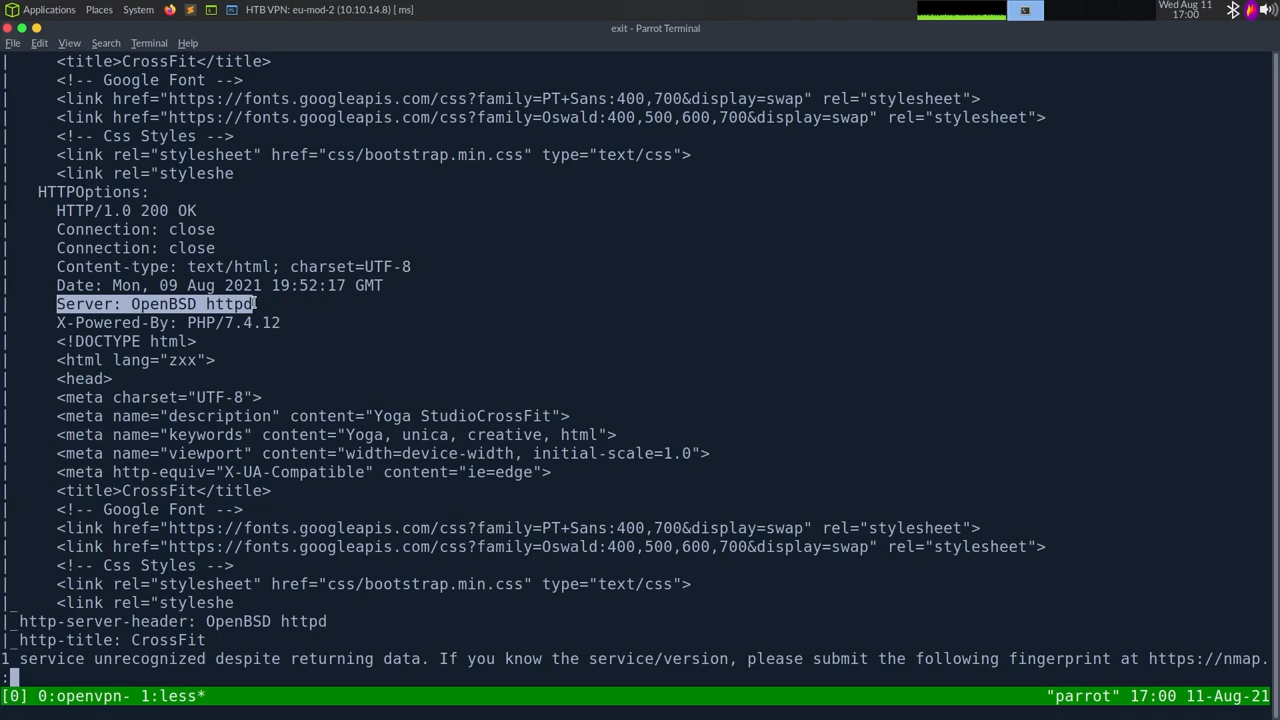 Applications Places System HTB VPN: eu-mod-2 (10.10.14.8) [ ms] Wed Aug 11
17:00
exit - Parrot Terminal
File Edit View Search Terminal Help
| <title>CrossFit</title>
| <!-- Google Font -->
| <link href="https://fonts.googleapis.com/css?family=PT+Sans:400,700&display=swap" rel="stylesheet">
| <link href="https://fonts.googleapis.com/css?family=Oswald:400,500,600,700&display=swap" rel="stylesheet">
| <!-- Css Styles -->
| <link rel="stylesheet" href="css/bootstrap.min.css" type="text/css">
| <link rel="styleshe
| HTTPOptions:
| HTTP/1.0 200 OK
| Connection: close
| Connection: close
| Content-type: text/html; charset=UTF-8
| Date: Mon, 09 Aug 2021 19:52:17 GMT
| Server: OpenBSD httpd
| X-Powered-By: PHP/7.4.12
| <!DOCTYPE html>
| <html lang="zxx">
| <head>
| <meta charset="UTF-8">
| <meta name="description" content="Yoga StudioCrossFit">
| <meta name="keywords" content="Yoga, unica, creative, html">
| <meta name="viewport" content="width=device-width, initial-scale=1.0">
| <meta http-equiv="X-UA-Compatible" content="ie=edge">
| <title>CrossFit</title>
| <!-- Google Font -->
| <link href="https://fonts.googleapis.com/css?family=PT+Sans:400,700&display=swap" rel="stylesheet">
| <link href="https://fonts.googleapis.com/css?family=Oswald:400,500,600,700&display=swap" rel="stylesheet">
| <!-- Css Styles -->
| <link rel="stylesheet" href="css/bootstrap.min.css" type="text/css">
|_ <link rel="styleshe
|_http-server-header: OpenBSD httpd
|_http-title: CrossFit
1 service unrecognized despite returning data. If you know the service/version, please submit the following fingerprint at https://nmap.
:
[0] 0:openvpn- 1:less* "parrot" 17:00 11-Aug-21